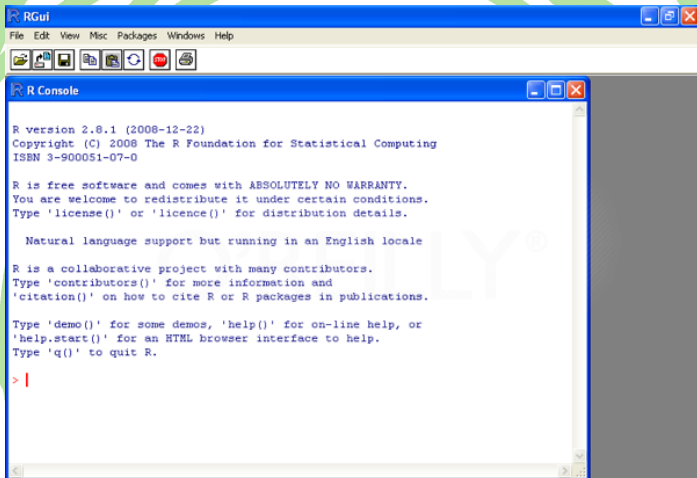 RGui
File Edit View Misc Packages Windows Help
STOP
R Console
R version 2.8.1 (2008-12-22)
Copyright (C) 2008 The R Foundation for Statistical Computing
ISBN 3-900051-07-0
R is free software and comes with ABSOLUTELY NO WARRANTY.
You are welcome to redistribute it under certain conditions.
Type 'license()' or 'licence()' for distribution details.
Natural language support but running in an English locale
R is a collaborative project with many contributors.
Type 'contributors()' for more information and
'citation()' on how to cite R or R packages in publications.
Type 'demo()' for some demos, 'help()' for on-line help, or
'help.start()' for an HTML browser interface to help.
Type 'q()' to quit R.
>
O'REILLY®